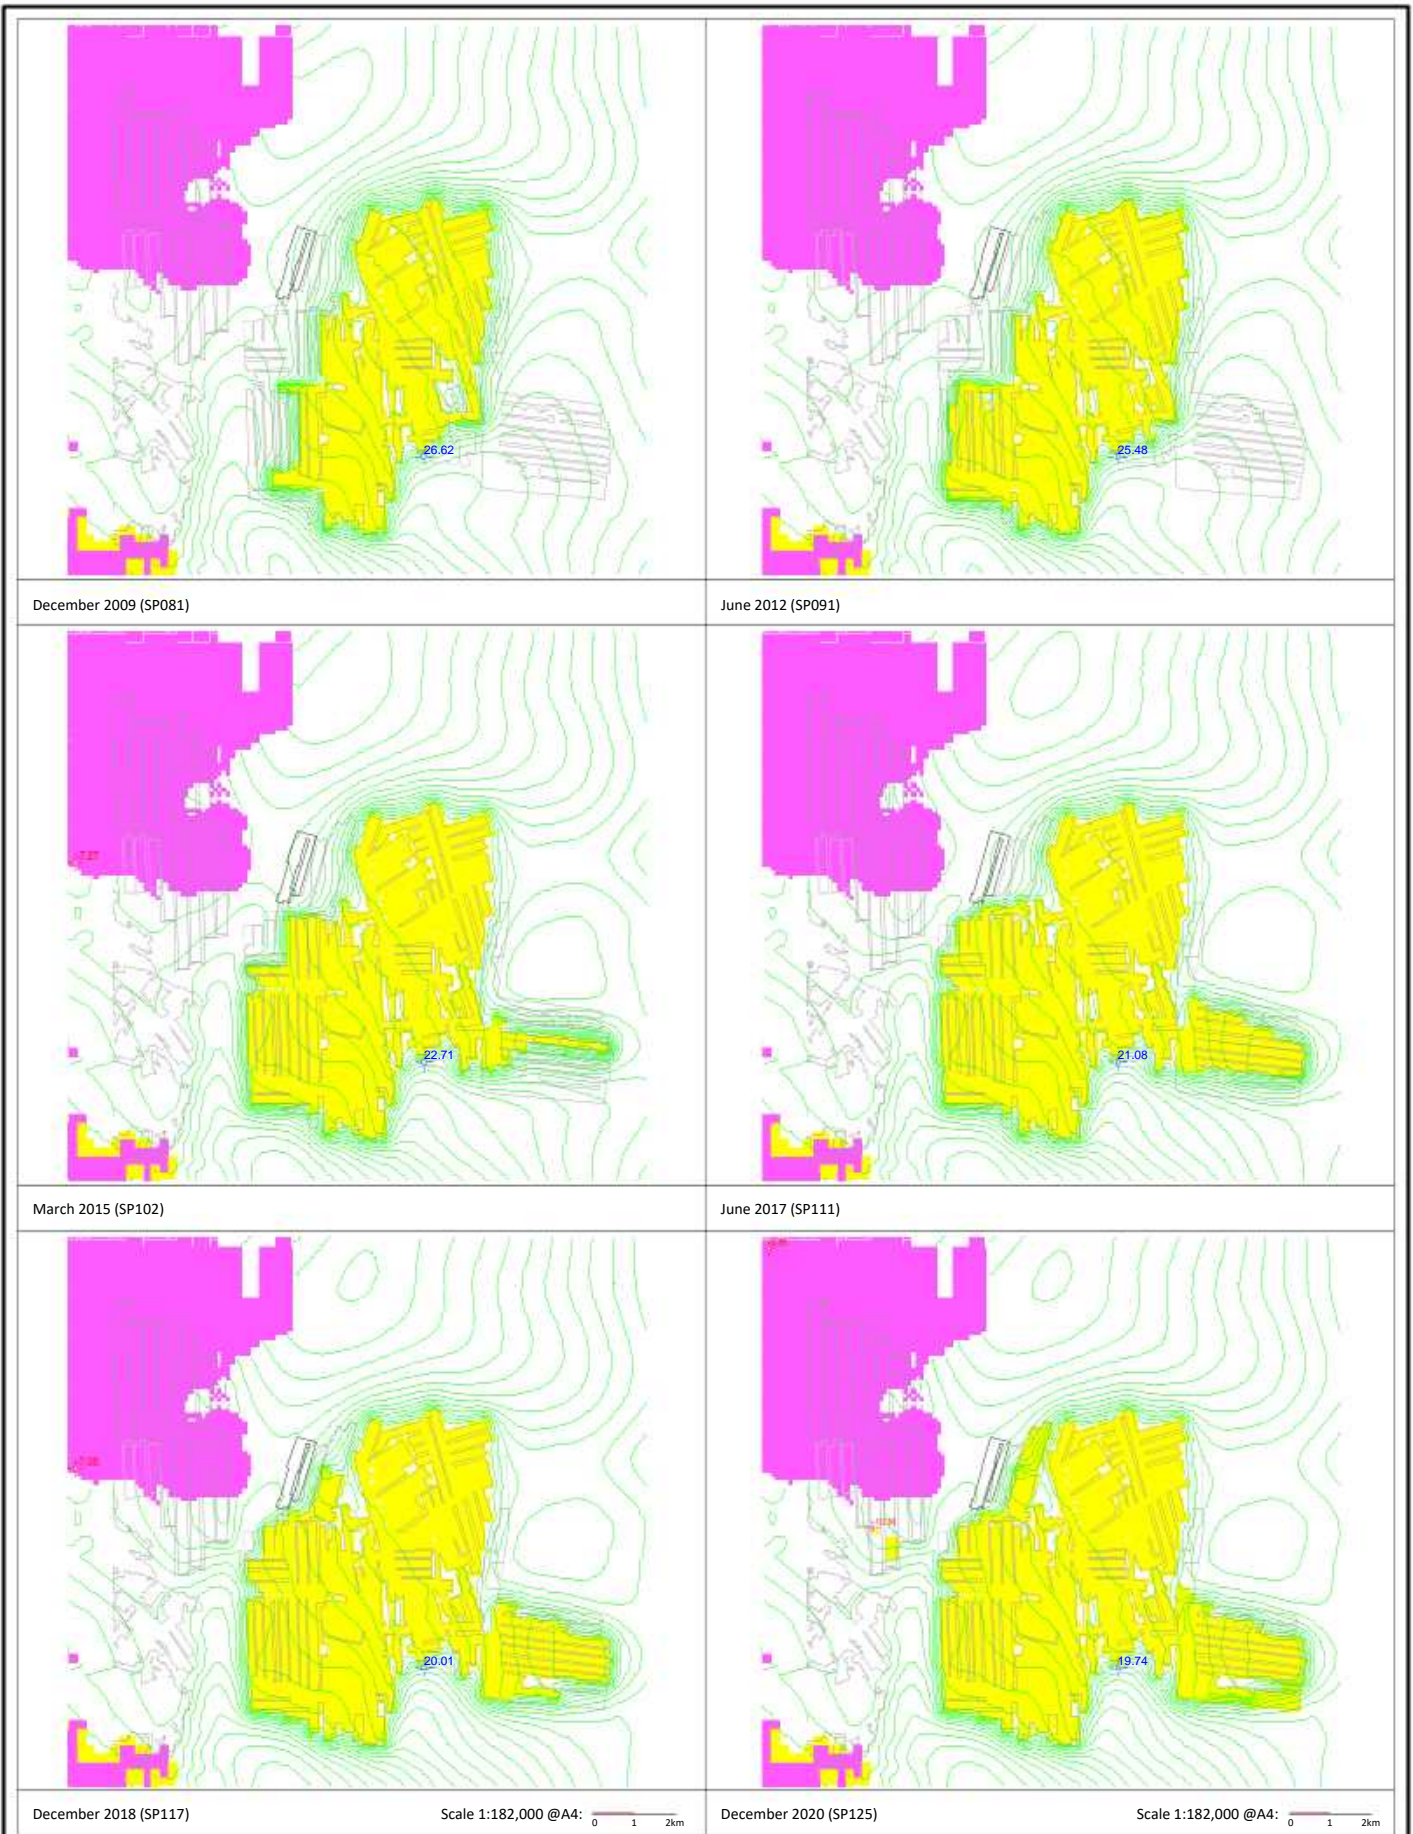 26.62
25.48
December 2009 (SP081)
June 2012 (SP091)
22.71
21.08
March 2015 (SP102)
June 2017 (SP111)
20.01
19.74
December 2018 (SP117)
Scale 1:182,000 @A4:
0 1 2km
December 2020 (SP125)
Scale 1:182,000 @A4:
0 1 2km